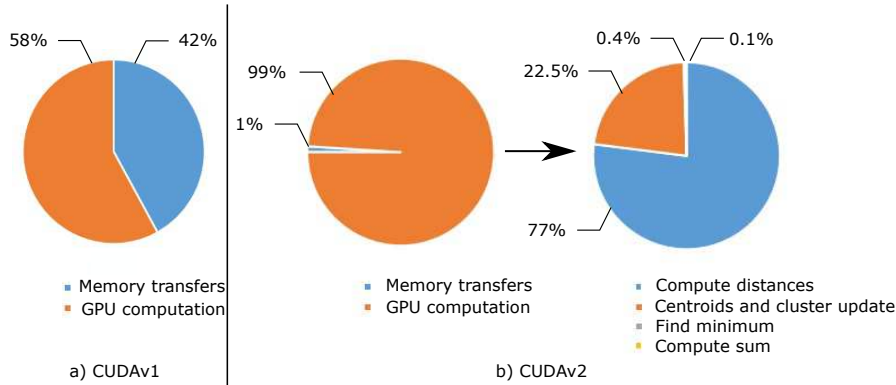 58%
42%
Memory transfers
GPU computation
a) CUDAv1
99%
1%
Memory transfers
GPU computation
0.4%
0.1%
22.5%
77%
Compute distances
Centroids and cluster update
Find minimum
Compute sum
b) CUDAv2